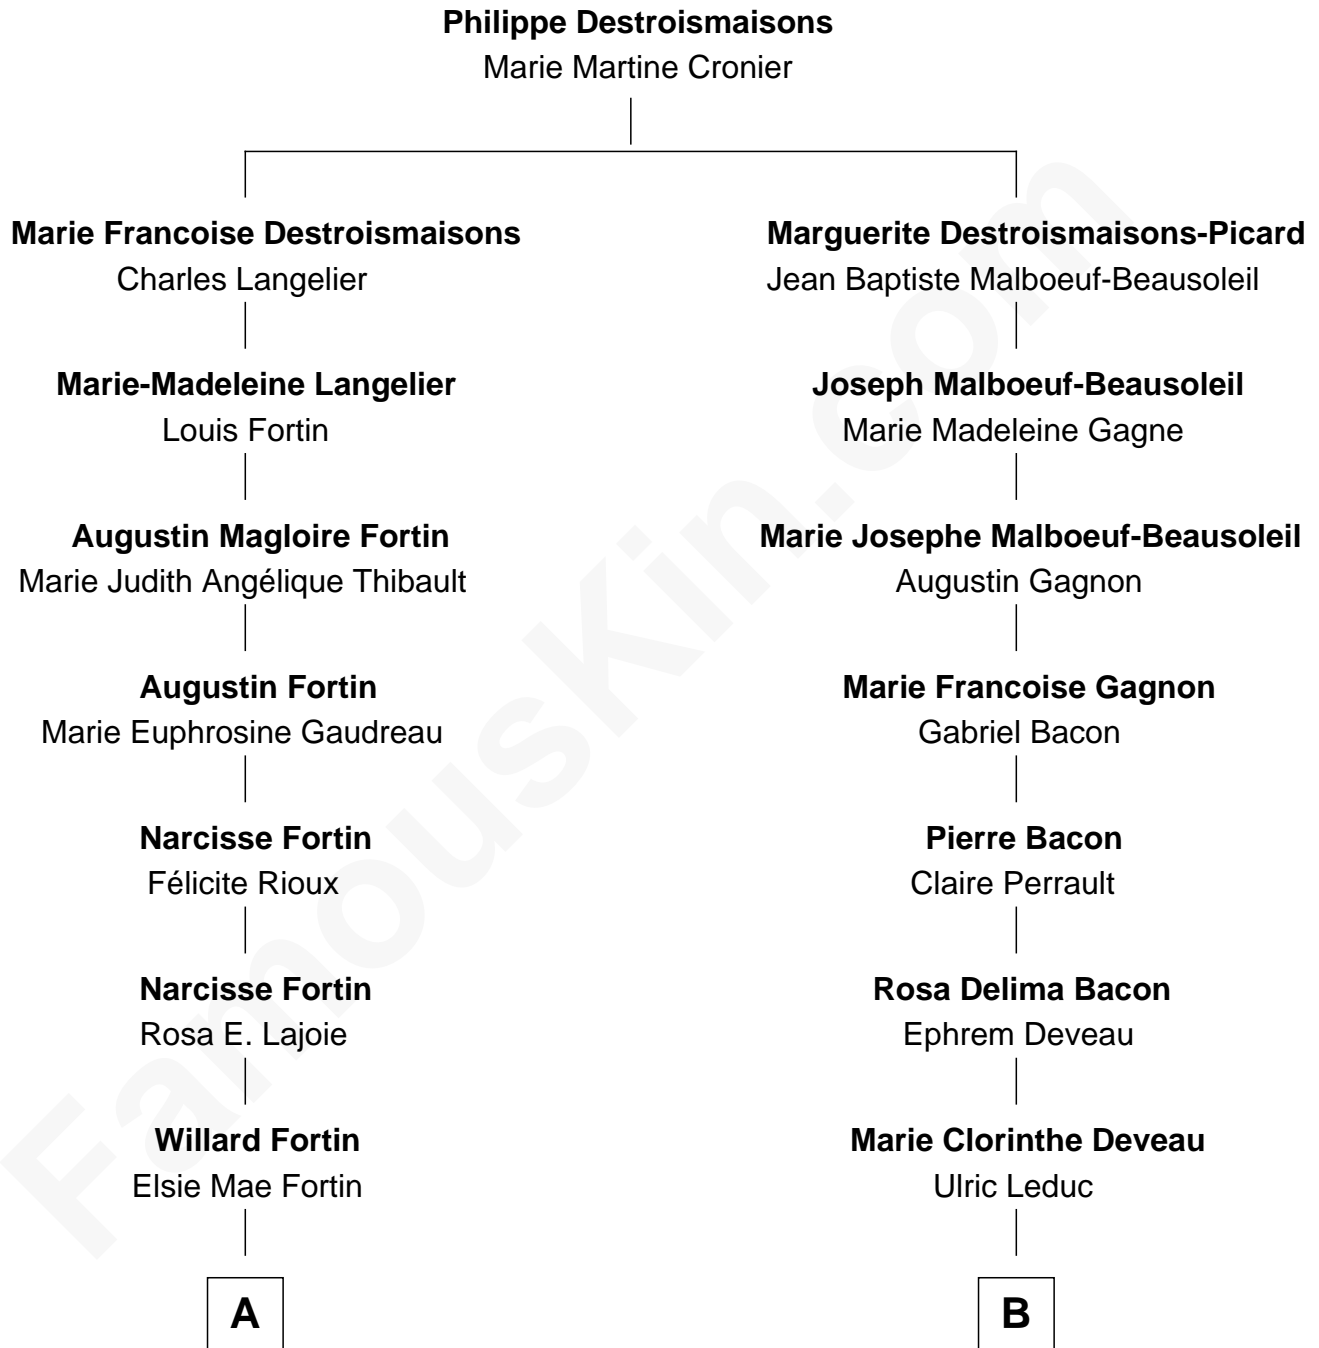 Philippe Destroismaisons
Marie Martine Cronier
Marie Francoise Destroismaisons
Charles Langelier
Marguerite Destroismaisons-Picard
Jean Baptiste Malboeuf-Beausoleil
Marie-Madeleine Langelier
Louis Fortin
Joseph Malboeuf-Beausoleil
Marie Madeleine Gagne
Augustin Magloire Fortin
Marie Judith Angélique Thibault
Marie Josephe Malboeuf-Beausoleil
Augustin Gagnon
Augustin Fortin
Marie Euphrosine Gaudreau
Marie Francoise Gagnon
Gabriel Bacon
Narcisse Fortin
Félicite Rioux
Pierre Bacon
Claire Perrault
Narcisse Fortin
Rosa E. Lajoie
Rosa Delima Bacon
Ephrem Deveau
Willard Fortin
Elsie Mae Fortin
Marie Clorinthe Deveau
Ulric Leduc
A
B
FamousKin.com